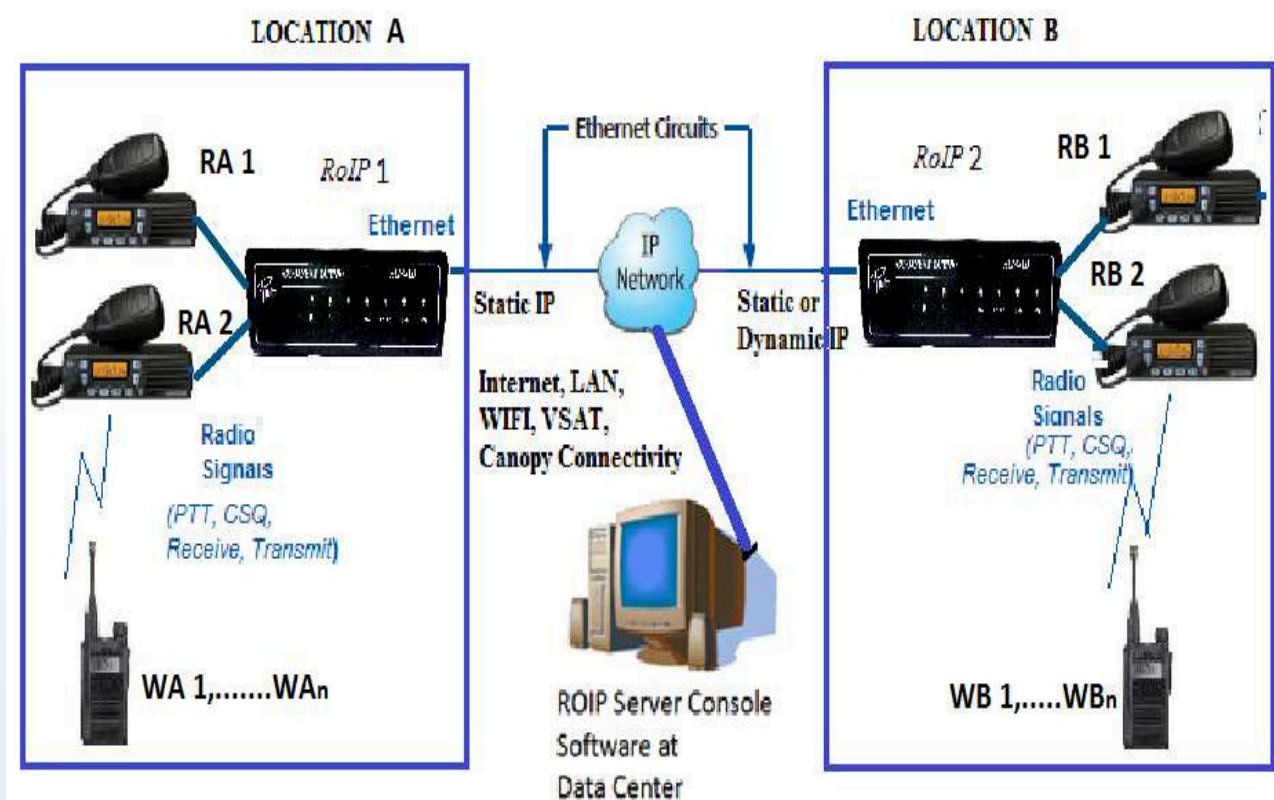 LOCATION A
LOCATION B
RA 1
RoIP 1
Ethernet
RA 2
Radio
Signals
(PTT, CSQ,
Receive, Transmit)
WA 1,.......WAn
Ethernet Circuits
IP
Network
Static IP
Static or
Dynamic IP
Internet, LAN,
WIFI, VSAT,
Canopy Connectivity
ROIP Server Console
Software at
Data Center
RoIP 2
RB 1
Ethernet
RB 2
Radio
Signals
(PTT, CSQ,
Receive, Transmit)
WB 1,.....WBn